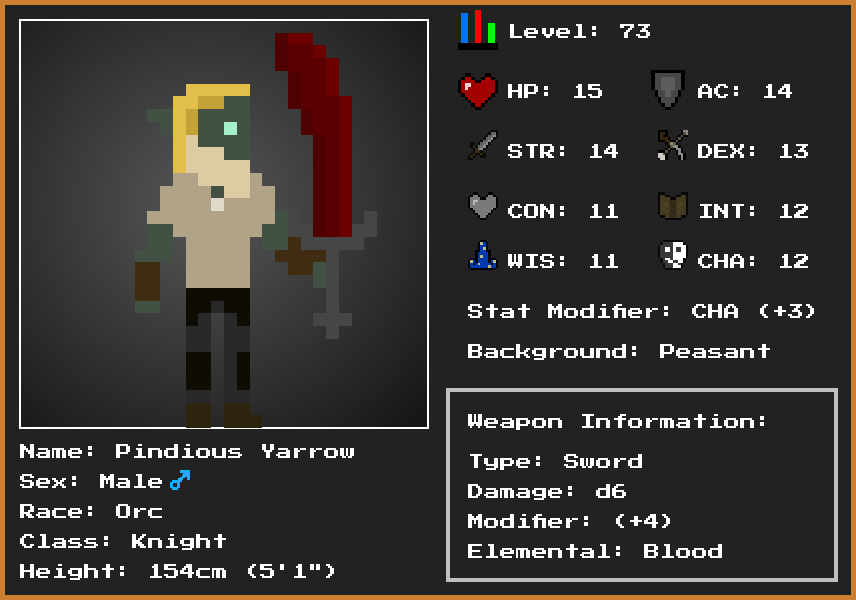 Level: 73
HP: 15
AC: 14
STR: 14
DEX: 13
CON: 11
INT: 12
WIS: 11
CHA: 12
Stat Modifier: CHA (+3)
Background: Peasant
Name: Pindious Yarrow
Sex: Male♂
Race: Orc
Class: Knight
Height: 154cm (5'1")
Weapon Information:
Type: Sword
Damage: d6
Modifier: (+4)
Elemental: Blood